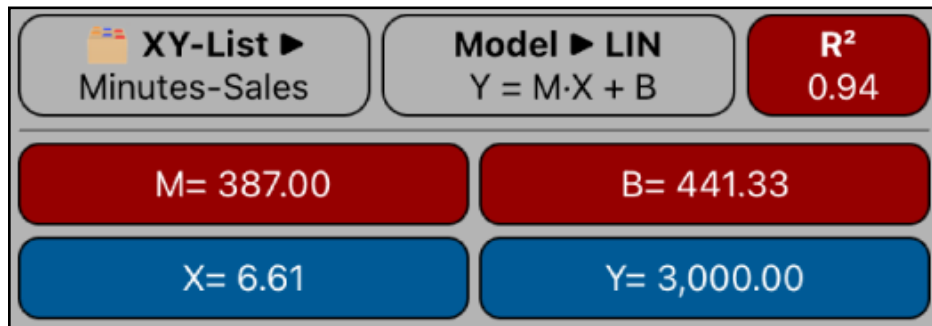 XY-List ▶
Minutes-Sales
Model ▶ LIN
Y = M·X + B
R²
0.94
M= 387.00
B= 441.33
X= 6.61
Y= 3,000.00